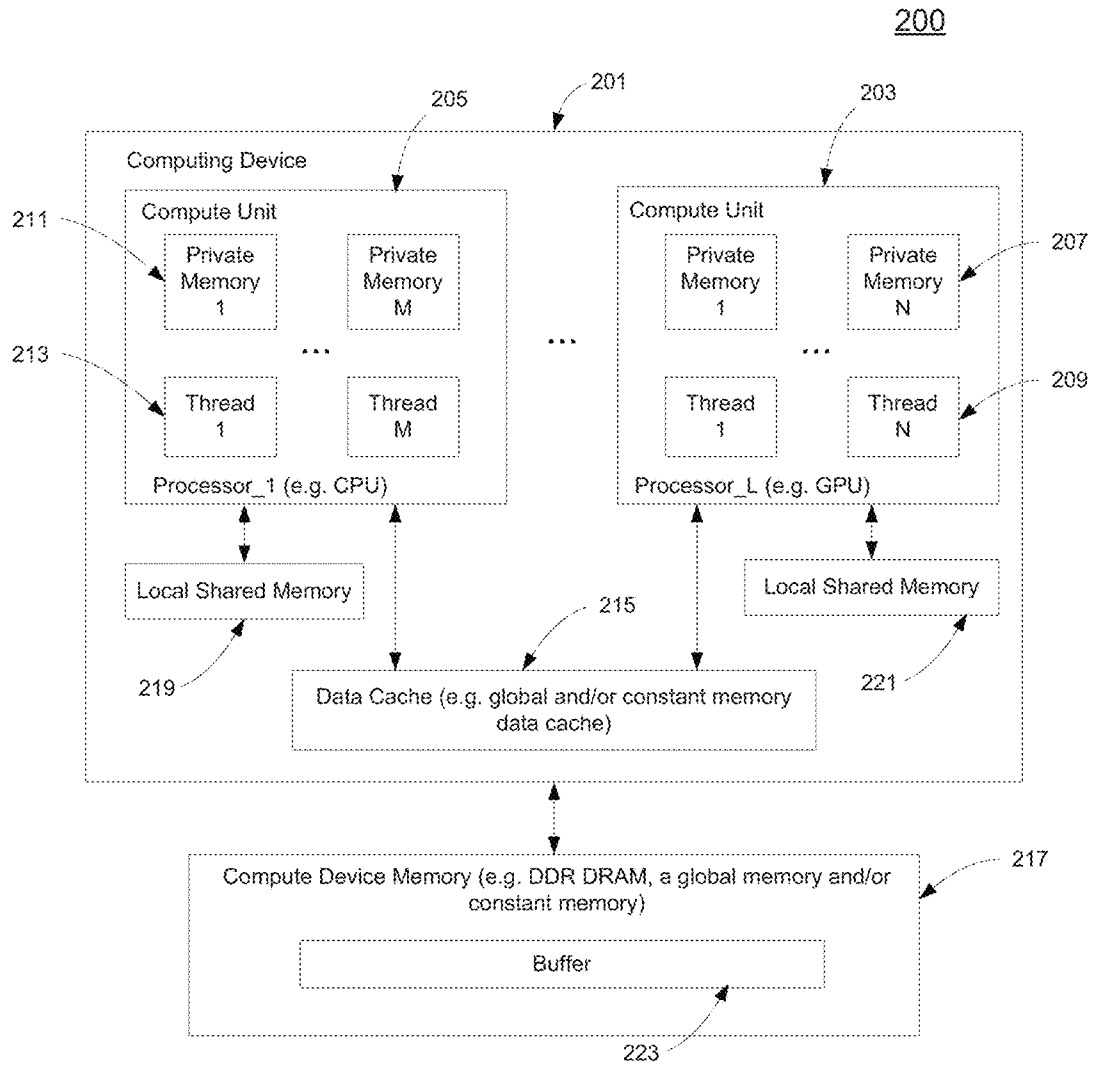 200
201
205
203
Computing Device
Compute Unit
Compute Unit
211
207
Private
Memory
1
Private
Memory
M
Private
Memory
1
Private
Memory
N
...
...
...
213
209
Thread
1
Thread
M
Thread
1
Thread
N
Processor_1 (e.g. CPU)
Processor_L (e.g. GPU)
Local Shared Memory
Local Shared Memory
215
219
221
Data Cache (e.g. global and/or constant memory
data cache)
217
Compute Device Memory (e.g. DDR DRAM, a global memory and/or
constant memory)
Buffer
223